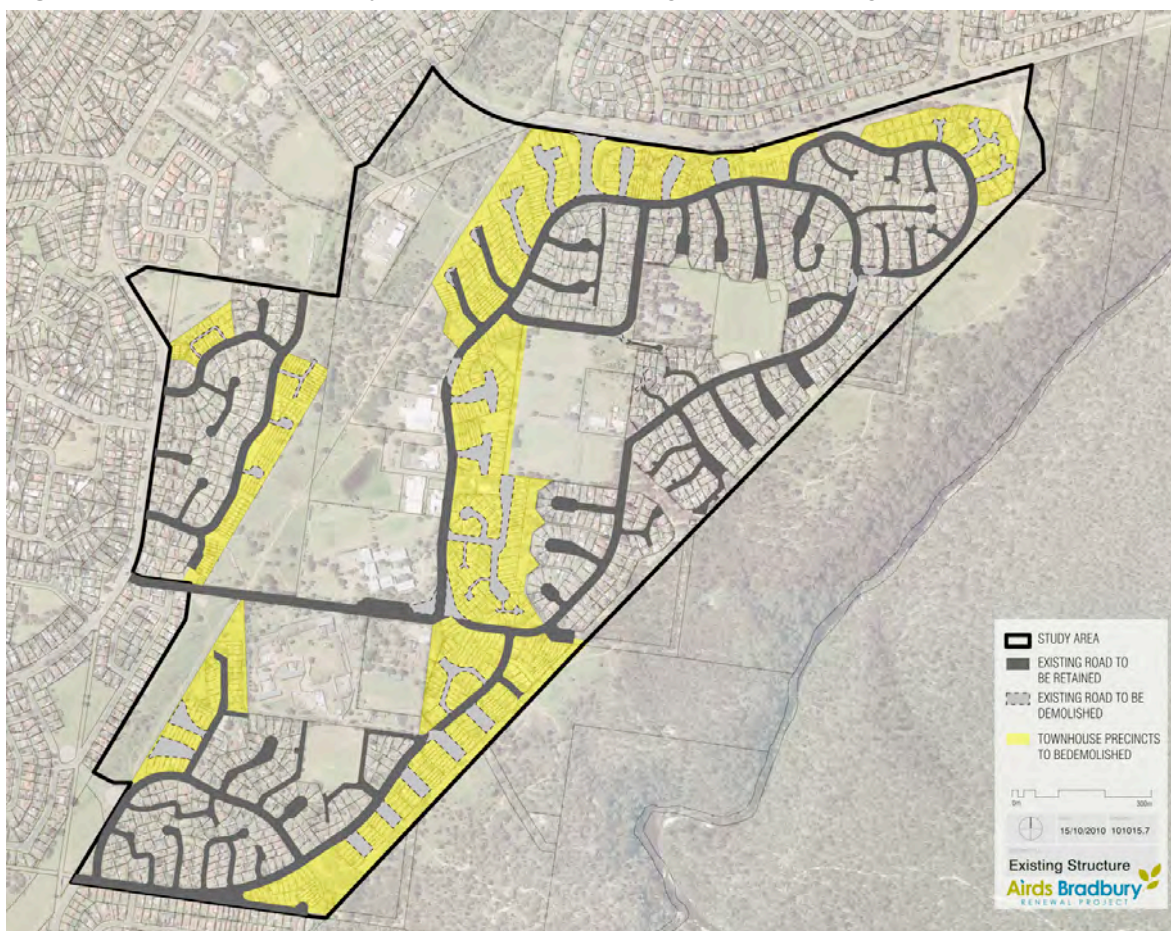 STUDY AREA
EXISTING ROAD TO
BE RETAINED
EXISTING ROAD TO BE
DEMOLISHED
TOWNHOUSE PRECINCTS
TO BEDEMOLISHED
0m 300m
15/10/2010 101015.7
Existing Structure
Airds Bradbury
RENEWAL PROJECT